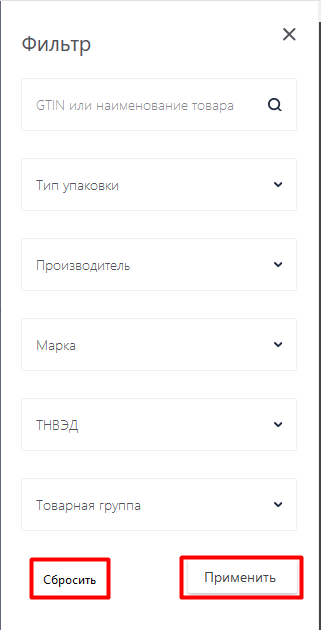 Фильтр
GTIN или наименование товара
Тип упаковки
Производитель
Марка
ТНВЭД
Товарная группа
Сбросить
Применить